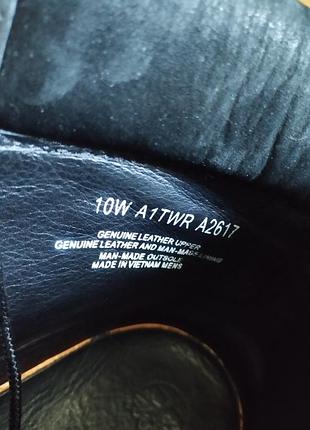 10W A1TWR A2617
GENUINE LEATHER UPPER
GENUINE LEATHER AND MAN-MADE LINING
MAN-MADE OUTSOLE
MADE IN VIETNAM MENS